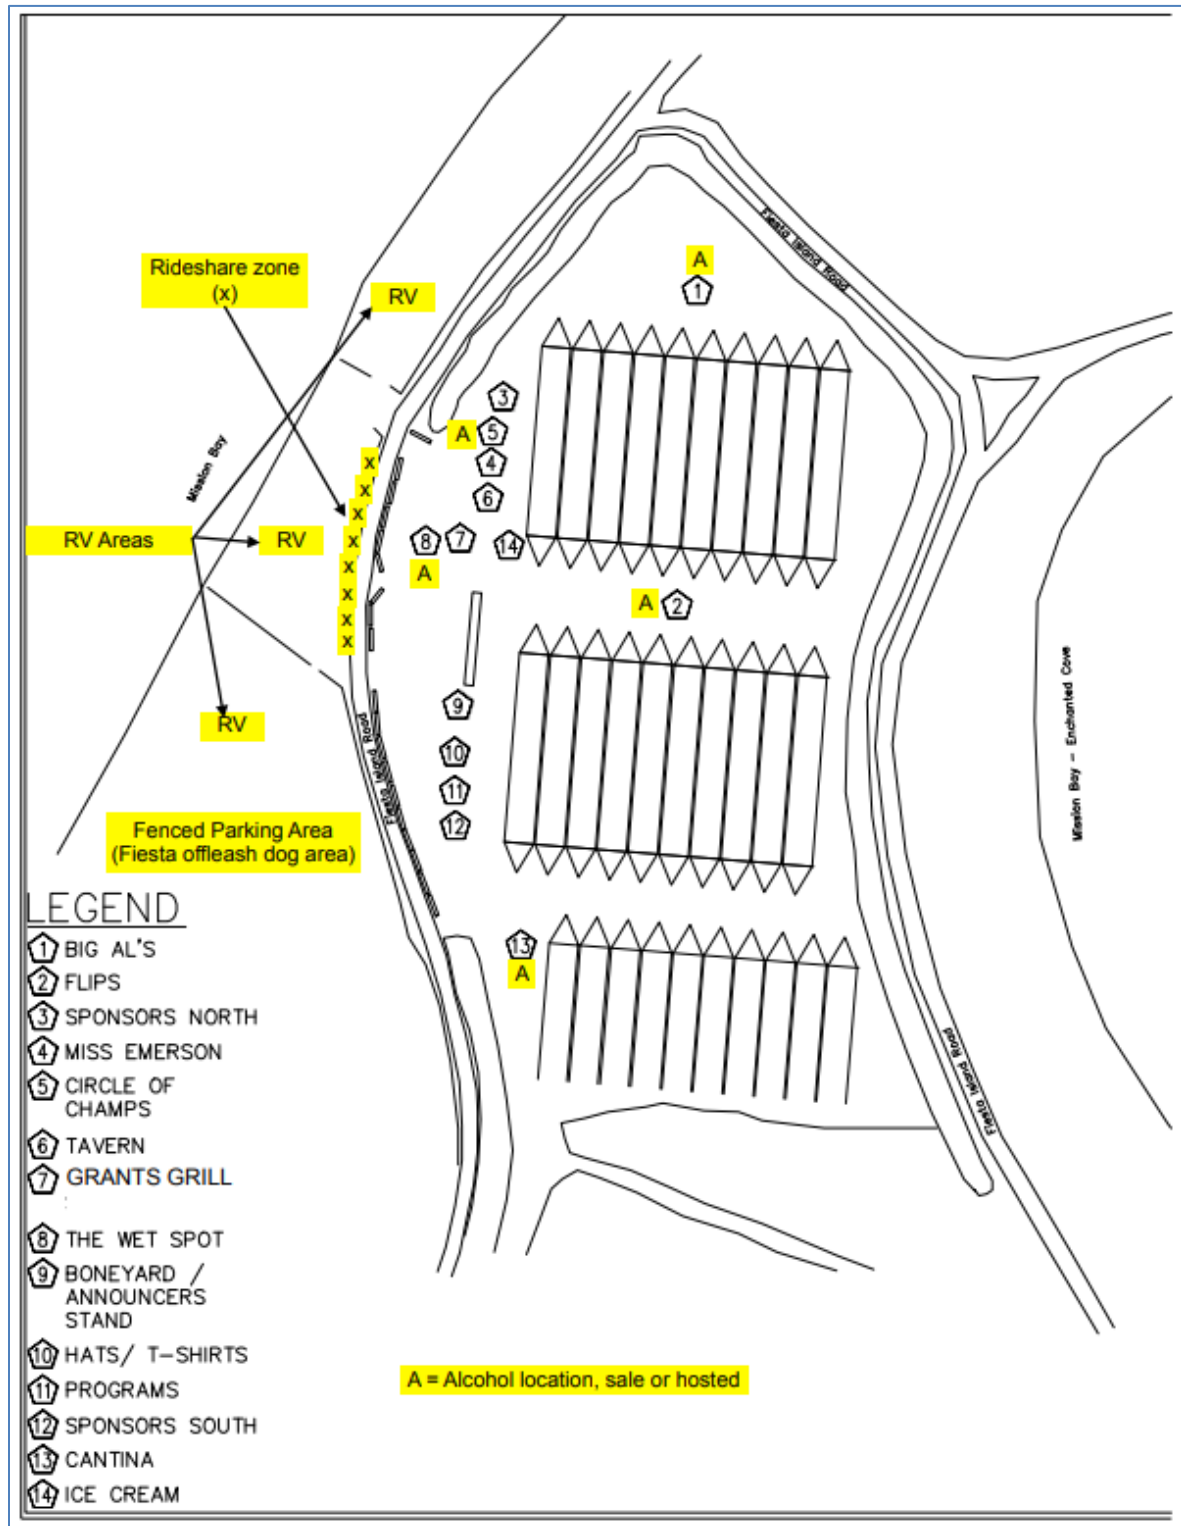 Fiesta Island Road
A
1
Rideshare zone
(x)
RV
3
A
5
4
Mission Bay
x
x
6
x
RV Areas
RV
x
8
7
14
A
x
x
A
2
x
x
9
RV
Fiesta Island Road
10
Mission Bay - Enchanted Cove
11
12
Fenced Parking Area
(Fiesta offleash dog area)
13
A
Fiesta Island Road
LEGEND
1 BIG AL'S
2 FLIPS
3 SPONSORS NORTH
4 MISS EMERSON
5 CIRCLE OF
CHAMPS
6 TAVERN
7 GRANTS GRILL
8 THE WET SPOT
9 BONEYARD /
ANNOUNCERS
STAND
10 HATS/ T-SHIRTS
11 PROGRAMS
12 SPONSORS SOUTH
13 CANTINA
14 ICE CREAM
A = Alcohol location, sale or hosted